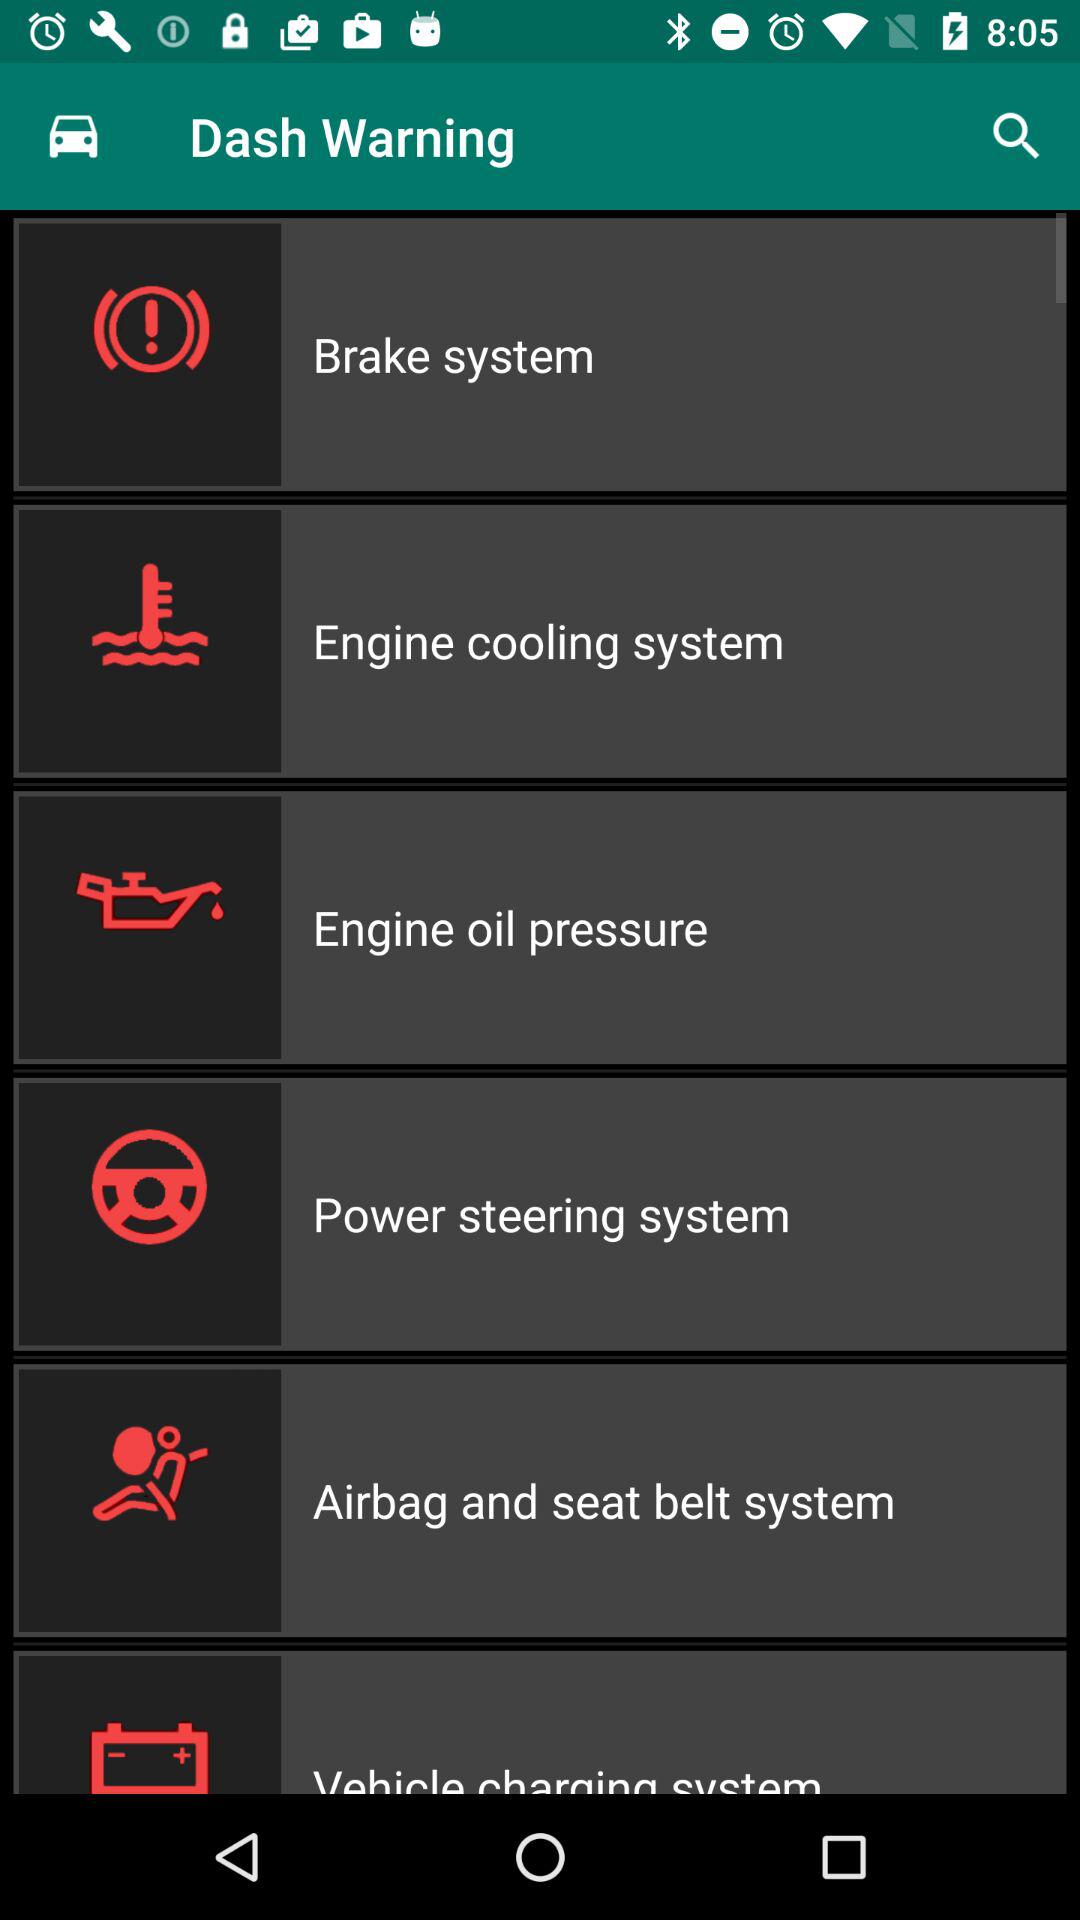 8:05
Dash Warning
Brake system
Engine cooling system
Engine oil pressure
Power steering system
Airbag and seat belt system
Vehicle charging system